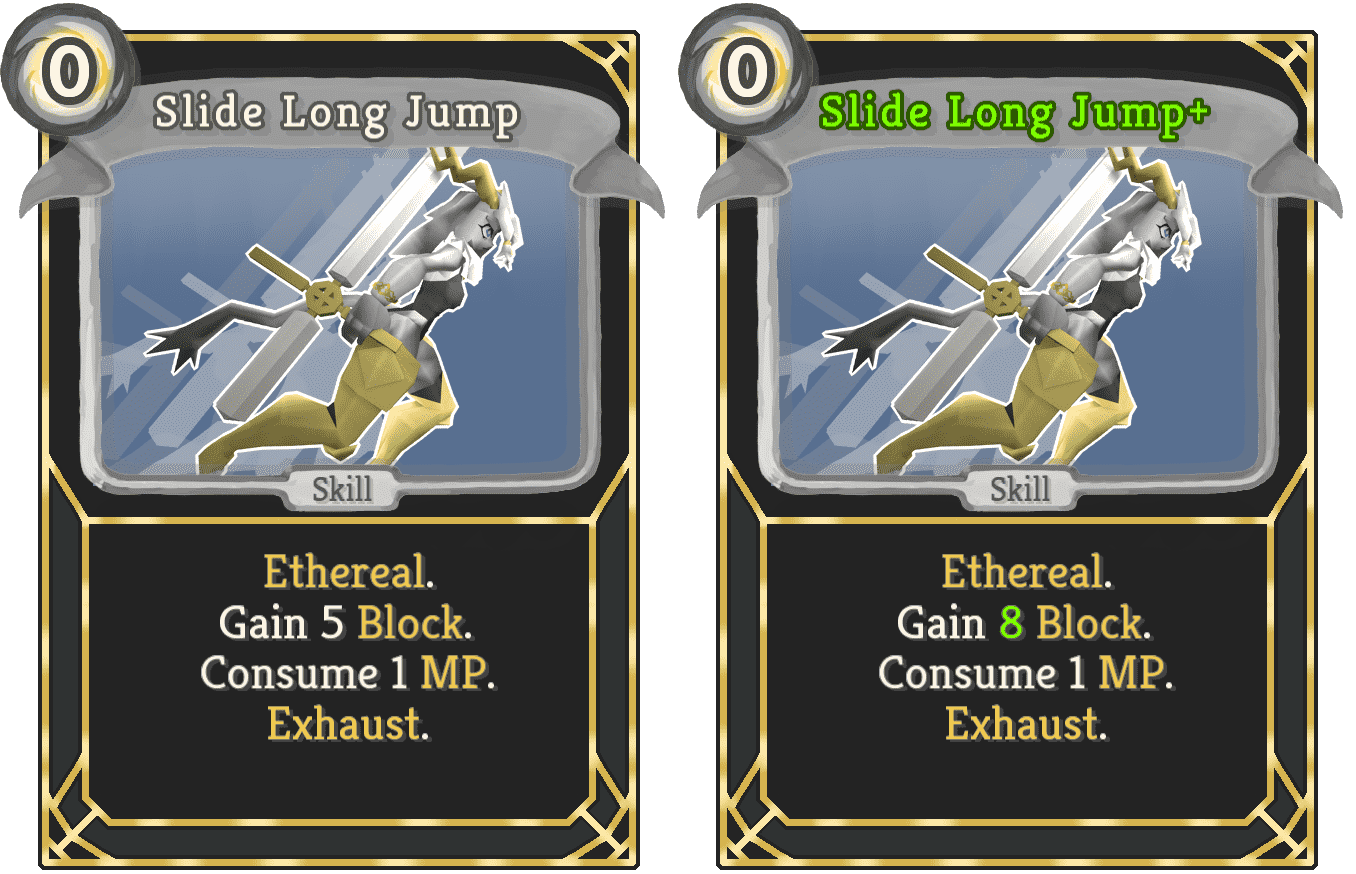 0
Slide Long Jump
Skill
Ethereal.
Gain 5 Block.
Consume 1 MP.
Exhaust.
0
Slide Long Jump+
Skill
Ethereal.
Gain 8 Block.
Consume 1 MP.
Exhaust.